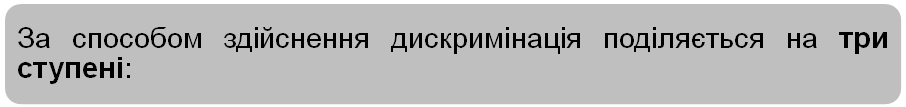 За способом здійснення дискримінація поділяється на три
ступені: